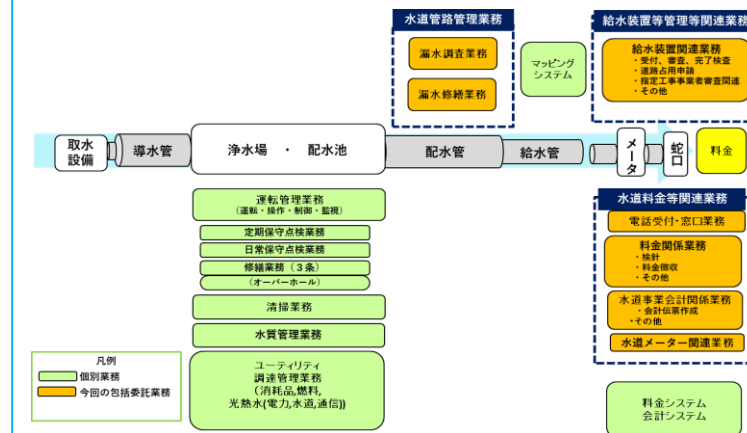 水道管路管理業務
漏水調査業務
漏水修繕業務
マッピング
システム
給水装置等管理等関連業務
給水装置関連業務
・受付、審査、完了検査
・道路占用申請
・指定工事事業者審査関連
・その他
取水
設備
導水管
浄水場 ・ 配水池
配水管
給水管
メータ
蛇口
料金
運転管理業務
(運転・操作・制御・監視)
定期保守点検業務
日常保守点検業務
修繕業務（３条）
(オーバーホール)
清掃業務
水質管理業務
ユーティリティ
調達管理業務
(消耗品,燃料,
光熱水(電力,水道,通信))
水道料金等関連業務
電話受付・窓口業務
料金関係業務
・検針
・料金徴収
・その他
水道事業会計関係業務
・会計伝票作成
・その他
水道メーター関連業務
料金システム
会計システム
凡例
個別業務
今回の包括委託業務